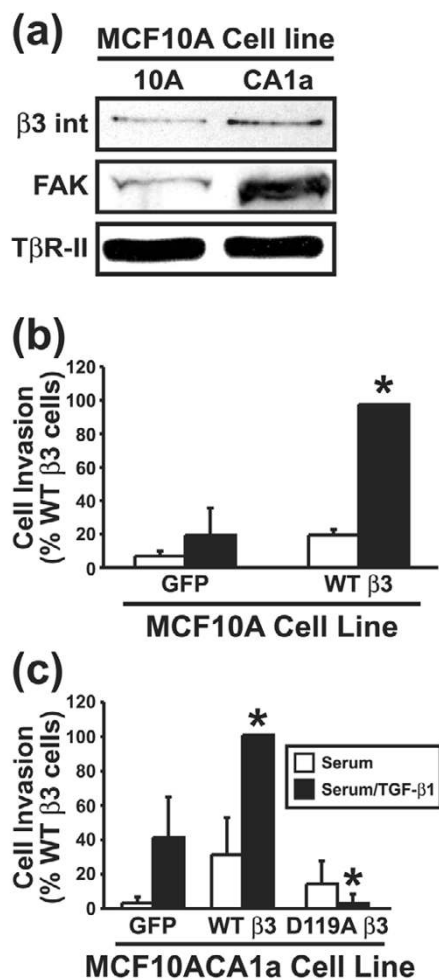 (a)
MCF10A Cell line
10A CA1a
β3 int
FAK
TβR-II
(b)
Cell Invasion
(% WT β3 cells)
120
100
80
60
40
20
0
*
GFP WT β3
MCF10A Cell Line
(c)
Cell Invasion
(% WT β3 cells)
120
100
80
60
40
20
0
*
*
Serum
Serum/TGF-β1
GFP WT β3 D119A β3
MCF10ACA1a Cell Line